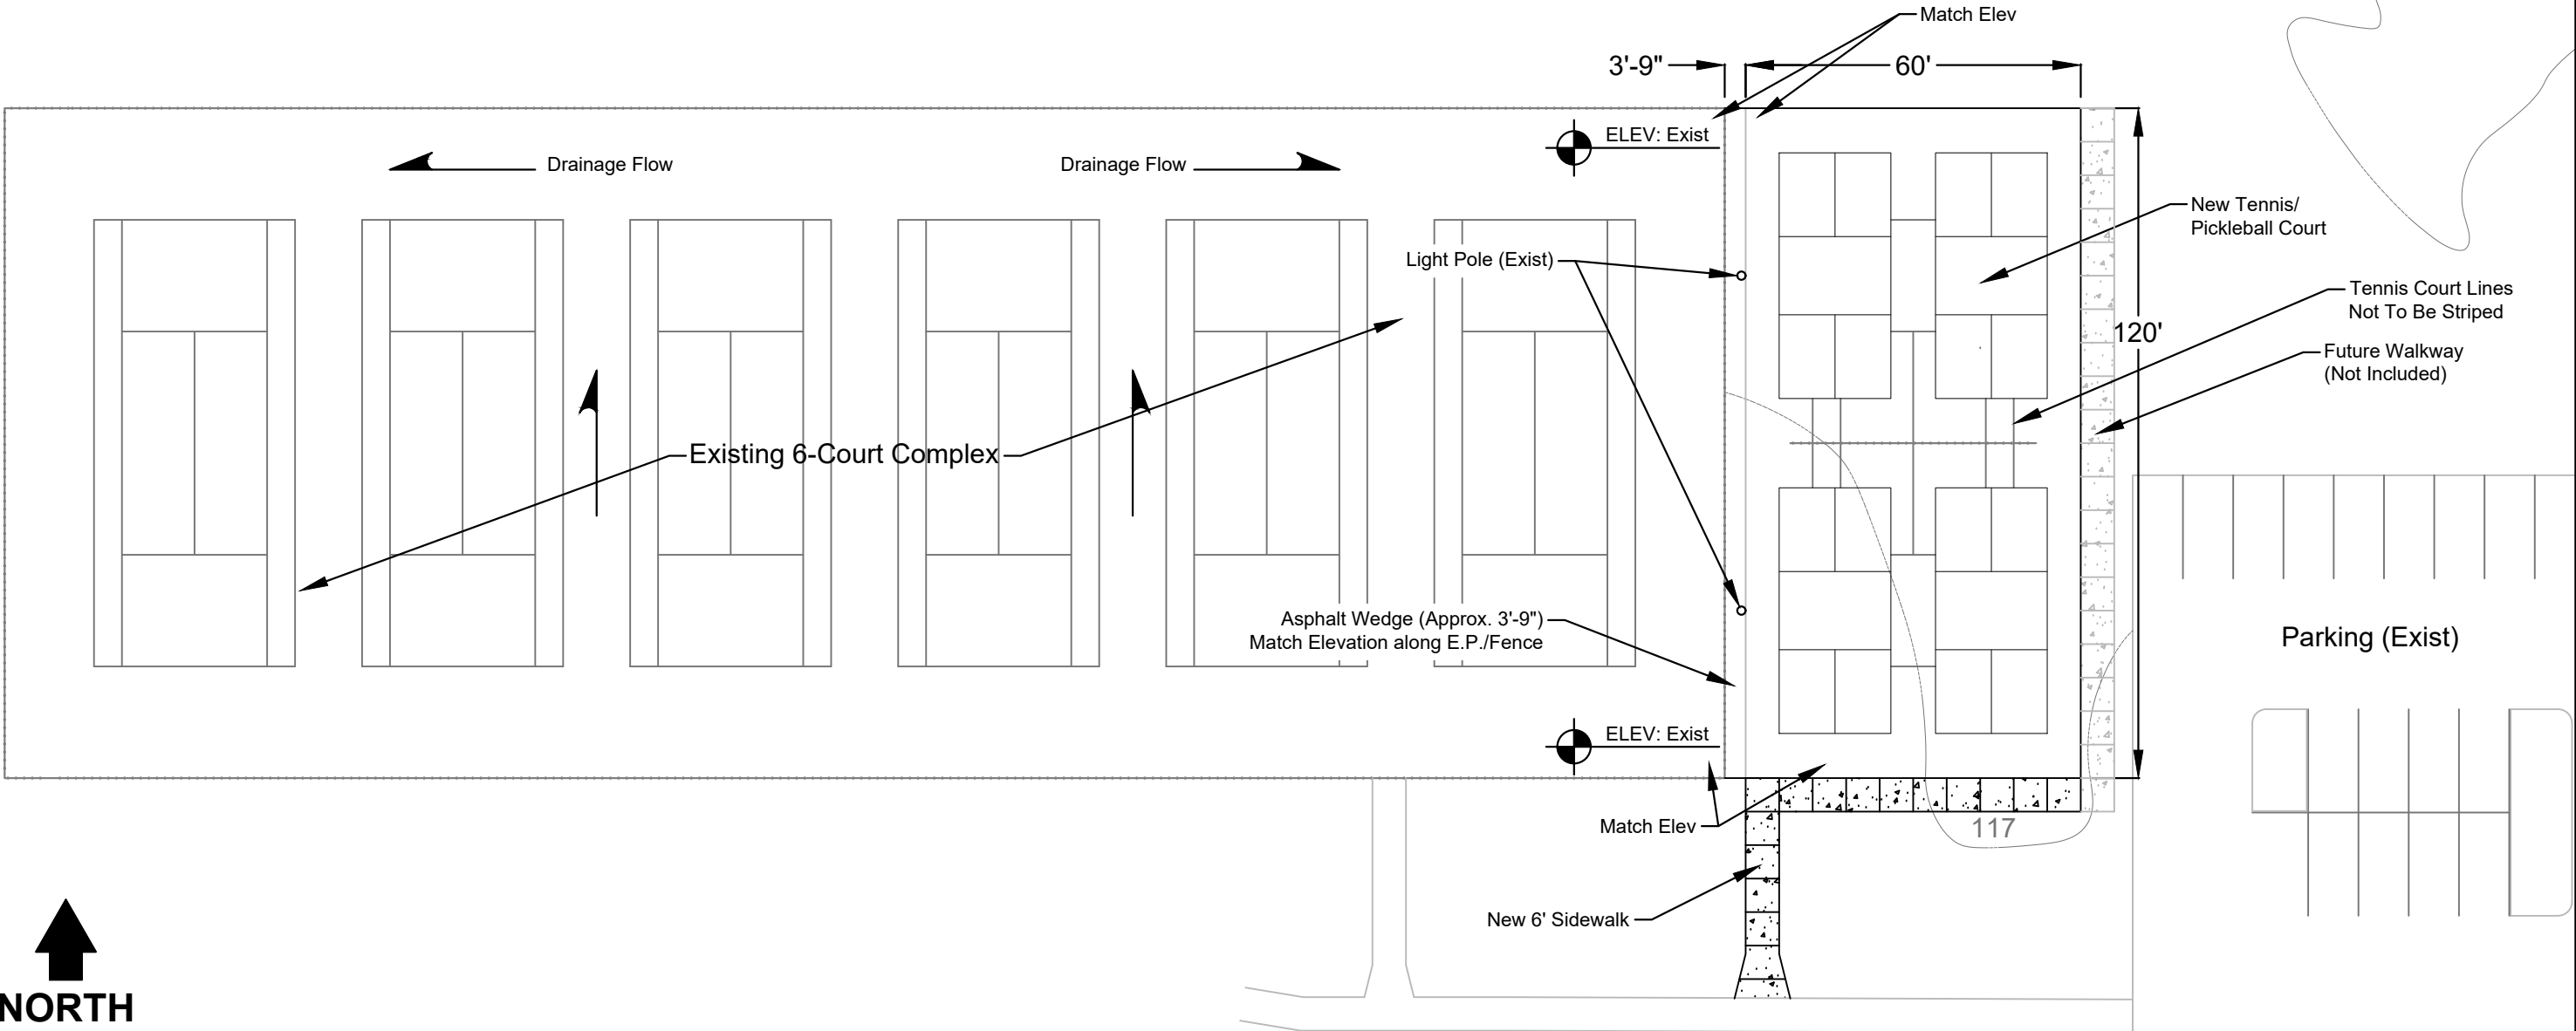 Match Elev
3'-9"
60'
ELEV: Exist
Drainage Flow
Drainage Flow
New Tennis/
Pickleball Court
Light Pole (Exist)
Tennis Court Lines
Not To Be Striped
120'
Future Walkway
(Not Included)
Existing 6-Court Complex
Asphalt Wedge (Approx. 3'-9")
Match Elevation along E.P./Fence
Parking (Exist)
ELEV: Exist
Match Elev
117
New 6' Sidewalk
NORTH